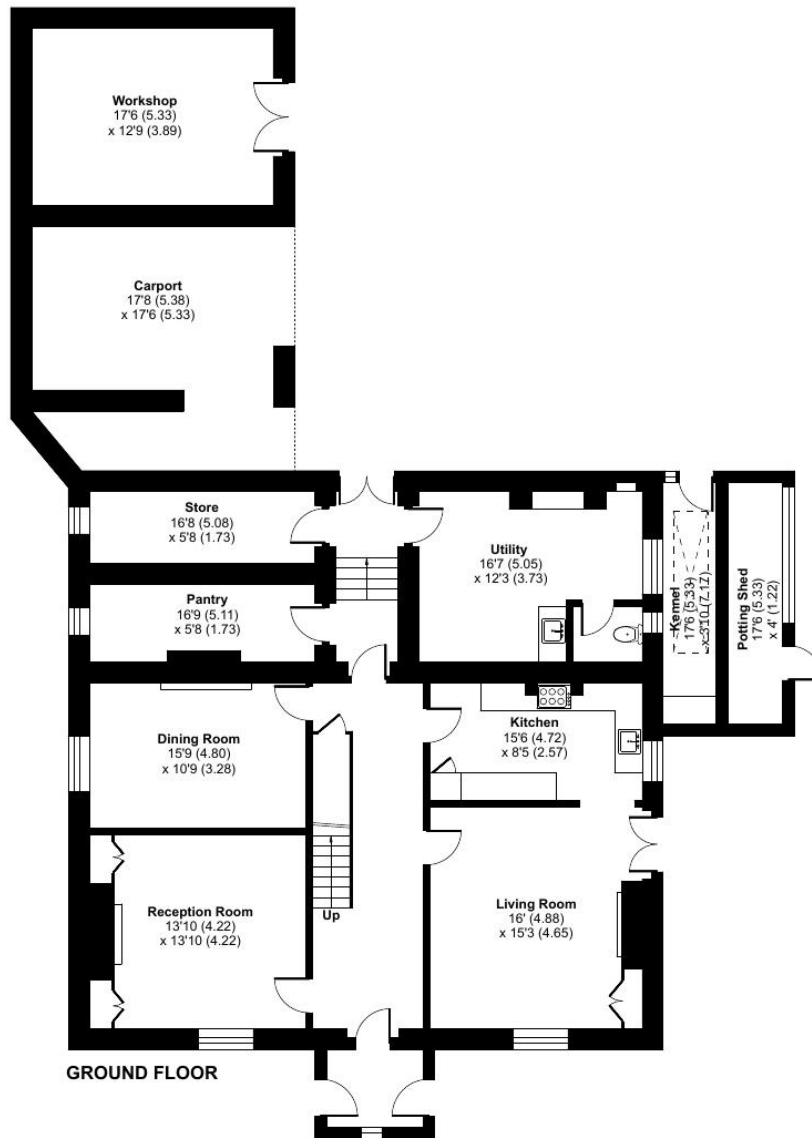 Workshop
17'6 (5.33)
x 12'9 (3.89)
Carport
17'8 (5.38)
x 17'6 (5.33)
Store
16'8 (5.08)
x 5'8 (1.73)
Utility
16'7 (5.05)
x 12'3 (3.73)
Kennel
17'6 (5.33)
x 3'10 (7.17)
Potting Shed
17'6 (5.33)
x 4' (1.22)
Pantry
16'9 (5.11)
x 5'8 (1.73)
Dining Room
15'9 (4.80)
x 10'9 (3.28)
Kitchen
15'6 (4.72)
x 8'5 (2.57)
Reception Room
13'10 (4.22)
x 13'10 (4.22)
Up
Living Room
16' (4.88)
x 15'3 (4.65)
GROUND FLOOR